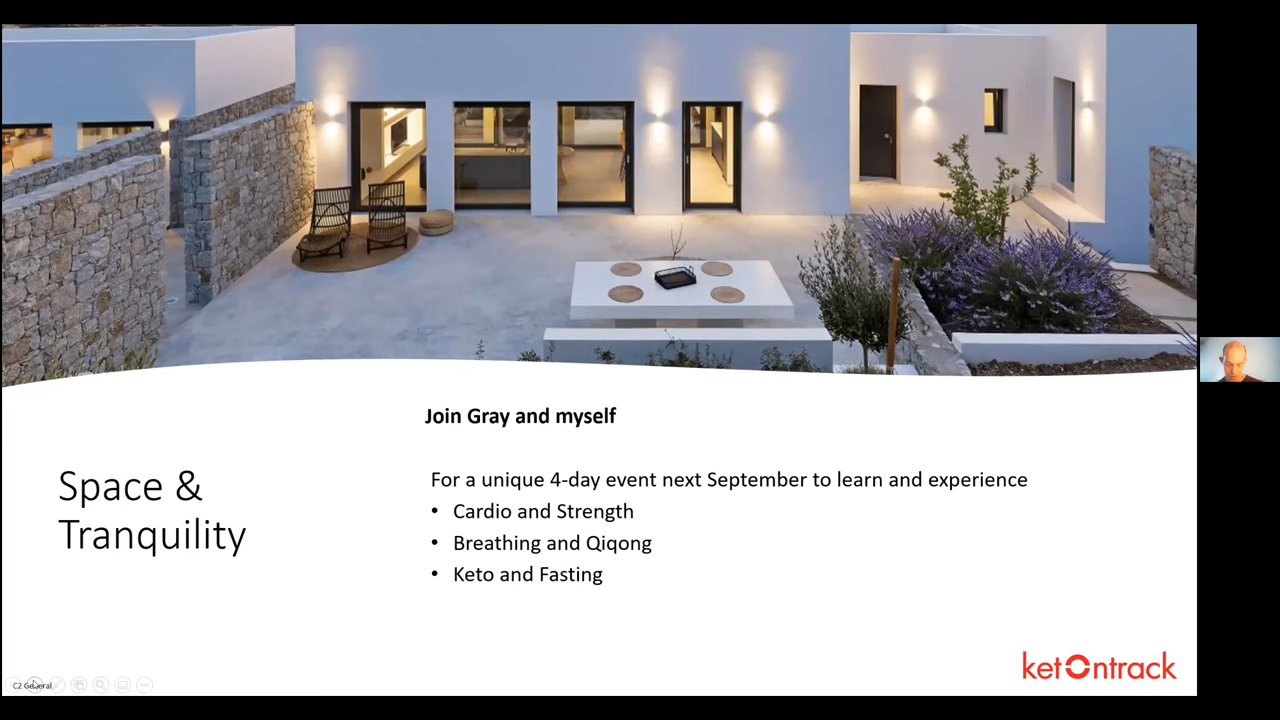 Join Gray and myself
Space &
Tranquility
For a unique 4-day event next September to learn and experience
• Cardio and Strength
• Breathing and Qiqong
• Keto and Fasting
ketOntrack
C2 General